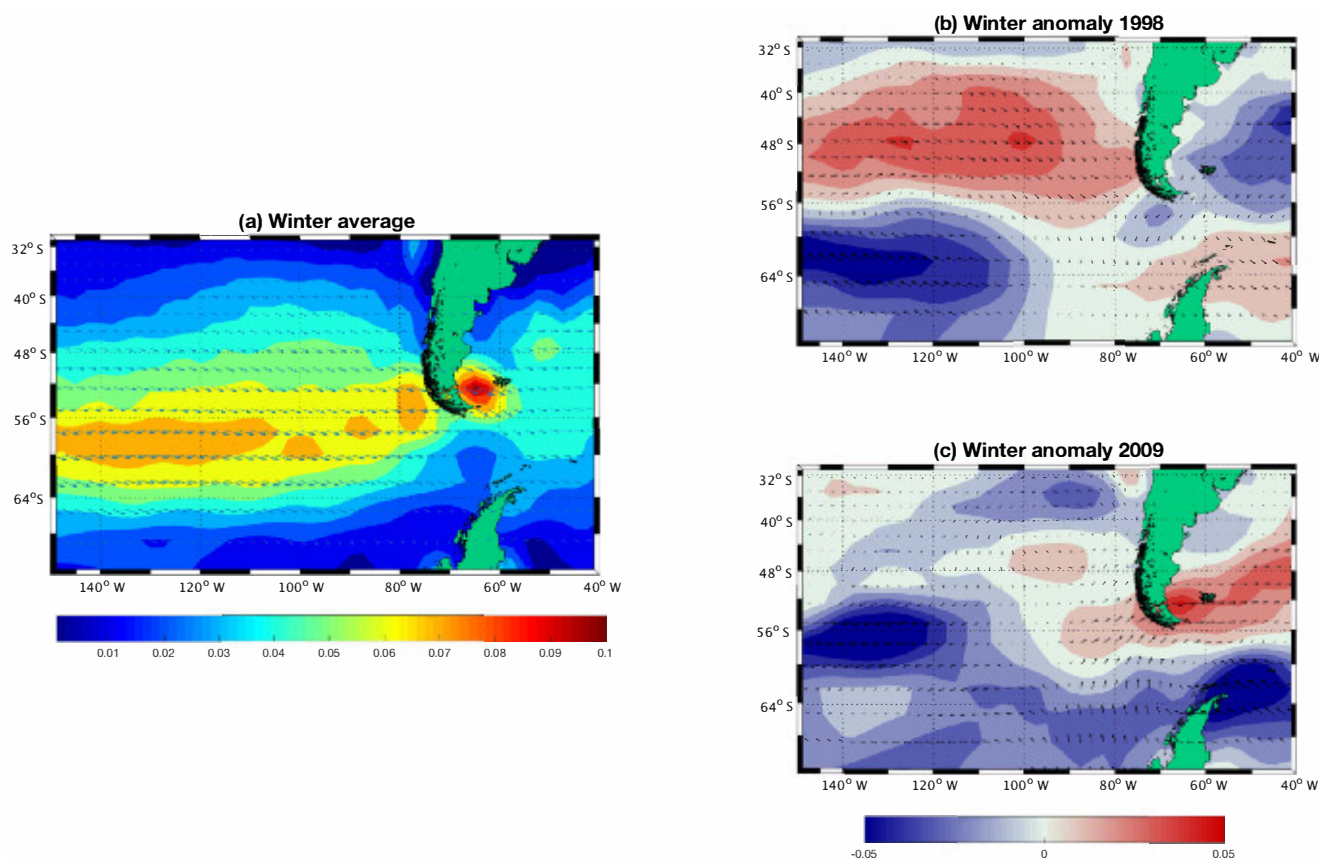 (a) Winter average
32° S
40° S
48° S
56° S
64° S
140° W 120° W 100° W 80° W 60° W 40° W
0.01 0.02 0.03 0.04 0.05 0.06 0.07 0.08 0.09 0.1
(b) Winter anomaly 1998
32° S
40° S
48° S
56° S
64° S
140° W 120° W 100° W 80° W 60° W 40° W
(c) Winter anomaly 2009
32° S
40° S
48° S
56° S
64° S
140° W 120° W 100° W 80° W 60° W 40° W
-0.05 0 0.05